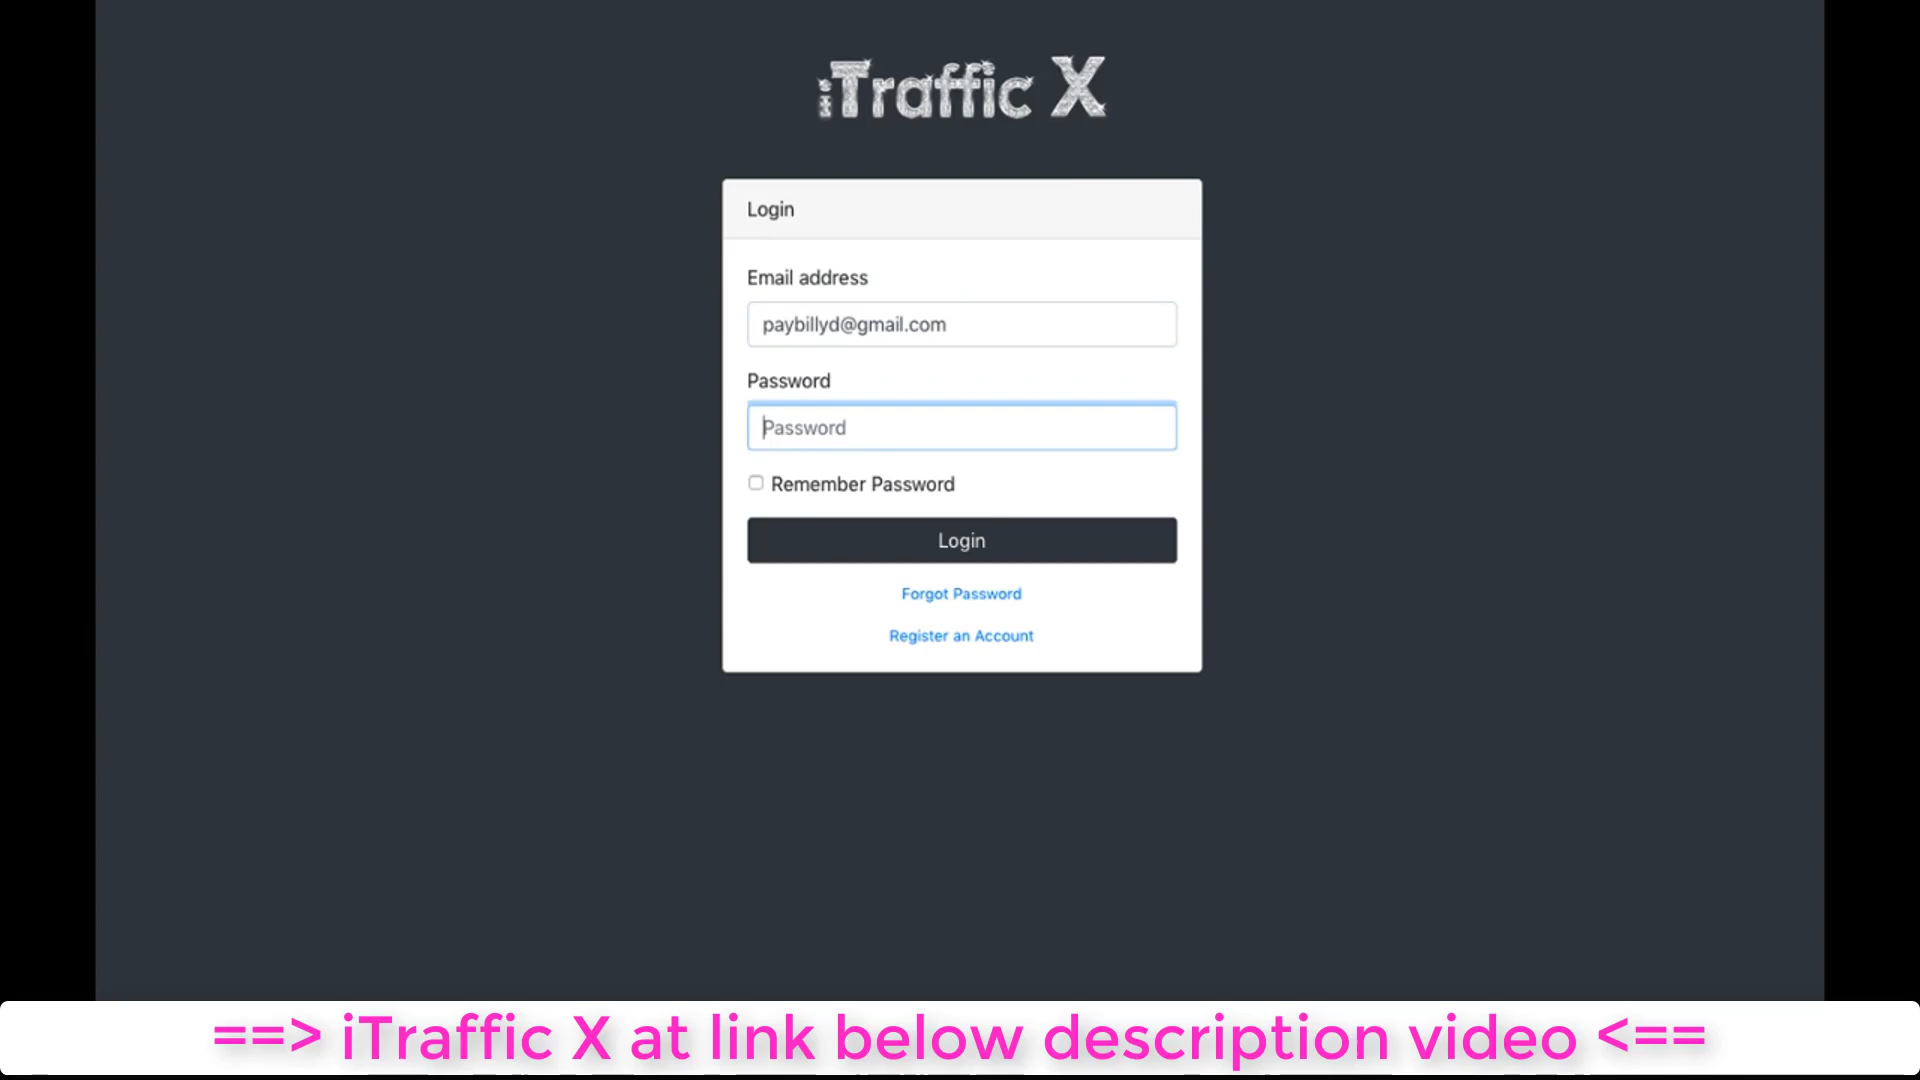 iTraffic X
Login
Email address
paybillyd@gmail.com
Password
Password
Remember Password
Login
Forgot Password
Register an Account
==> iTraffic X at link below description video <==